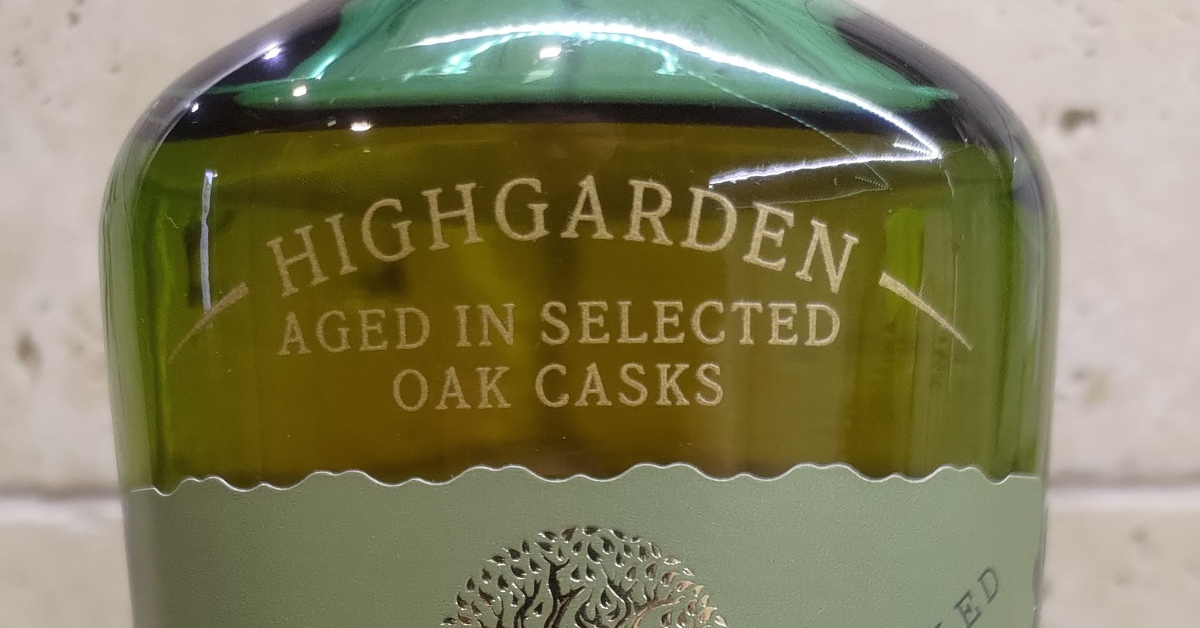 HIGHGARDEN
AGED IN SELECTED
OAK CASKS